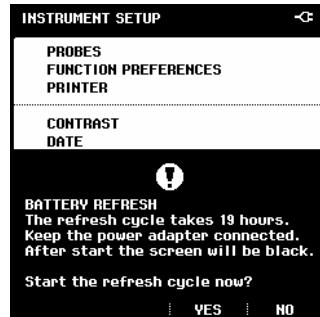 INSTRUMENT SETUP
PROBES
FUNCTION PREFERENCES
PRINTER
CONTRAST
DATE
BATTERY REFRESH
The refresh cycle takes 19 hours.
Keep the power adapter connected.
After start the screen will be black.
Start the refresh cycle now?
YES NO